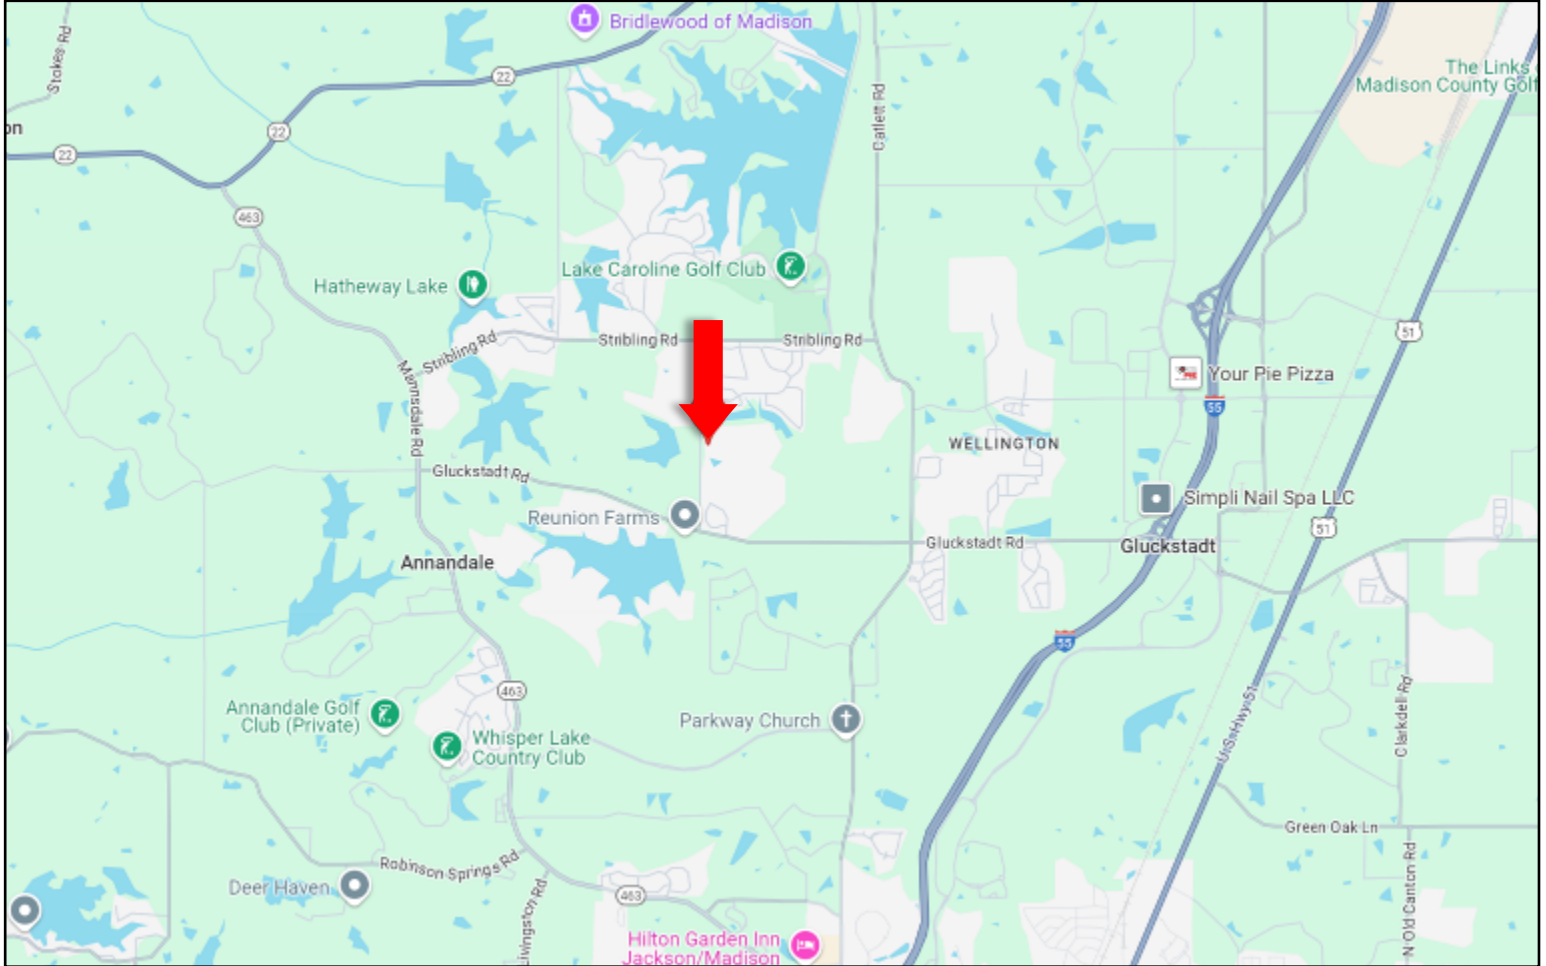 Stokes Rd
Bridlewood of Madison
22
The Links
Madison County Golf
22
Catlett Rd
on
22
463
Lake Caroline Golf Club
Hatheway Lake
Stribling Rd
Stribling Rd
Stribling Rd
51
Your Pie Pizza
Mannsdale Rd
55
WELLINGTON
Gluckstadt Rd
Simpli Nail Spa LLC
Reunion Farms
51
Gluckstadt Rd
Gluckstadt
Annandale
55
463
Annandale Golf
Club (Private)
Parkway Church
Whisper Lake
Country Club
US Hwy 51
Clarkdell Rd
Green Oak Ln
Robinson Springs Rd
Deer Haven
463
Livingston Rd
N Old Canton Rd
Hilton Garden Inn
Jackson/Madison